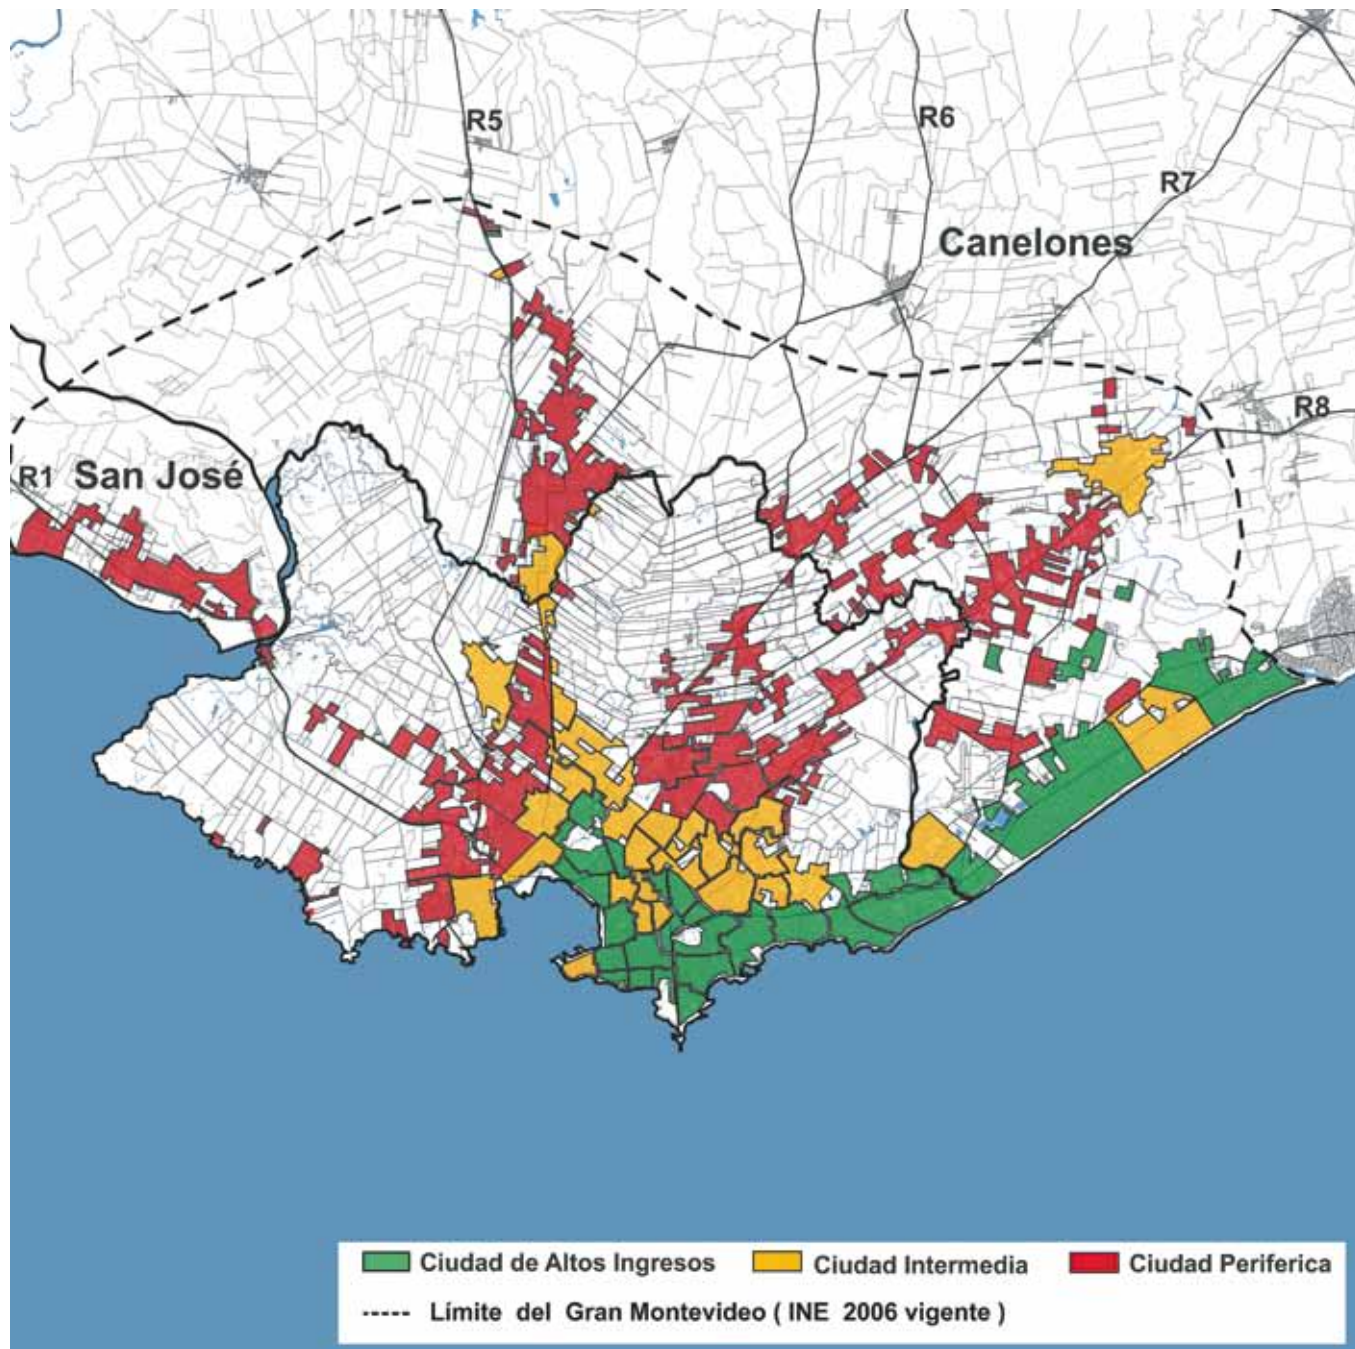 R5
R6
R7
Canelones
R8
R1 San José
Ciudad de Altos Ingresos Ciudad Intermedia Ciudad Periferica
Límite del Gran Montevideo ( INE 2006 vigente )